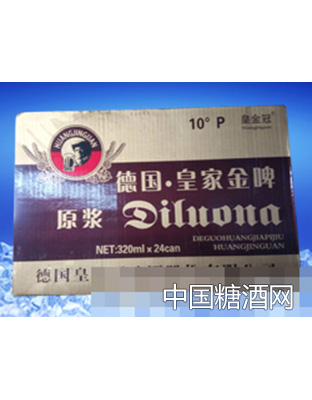 HUANGJINGUAN
10° P
皇金冠
德国·皇家金啤
原浆 Diluona
DEGUOHUANGJIAPIJIU
HUANGJINGUAN
NET:320ml x 24can
德国皇
中国糖酒网